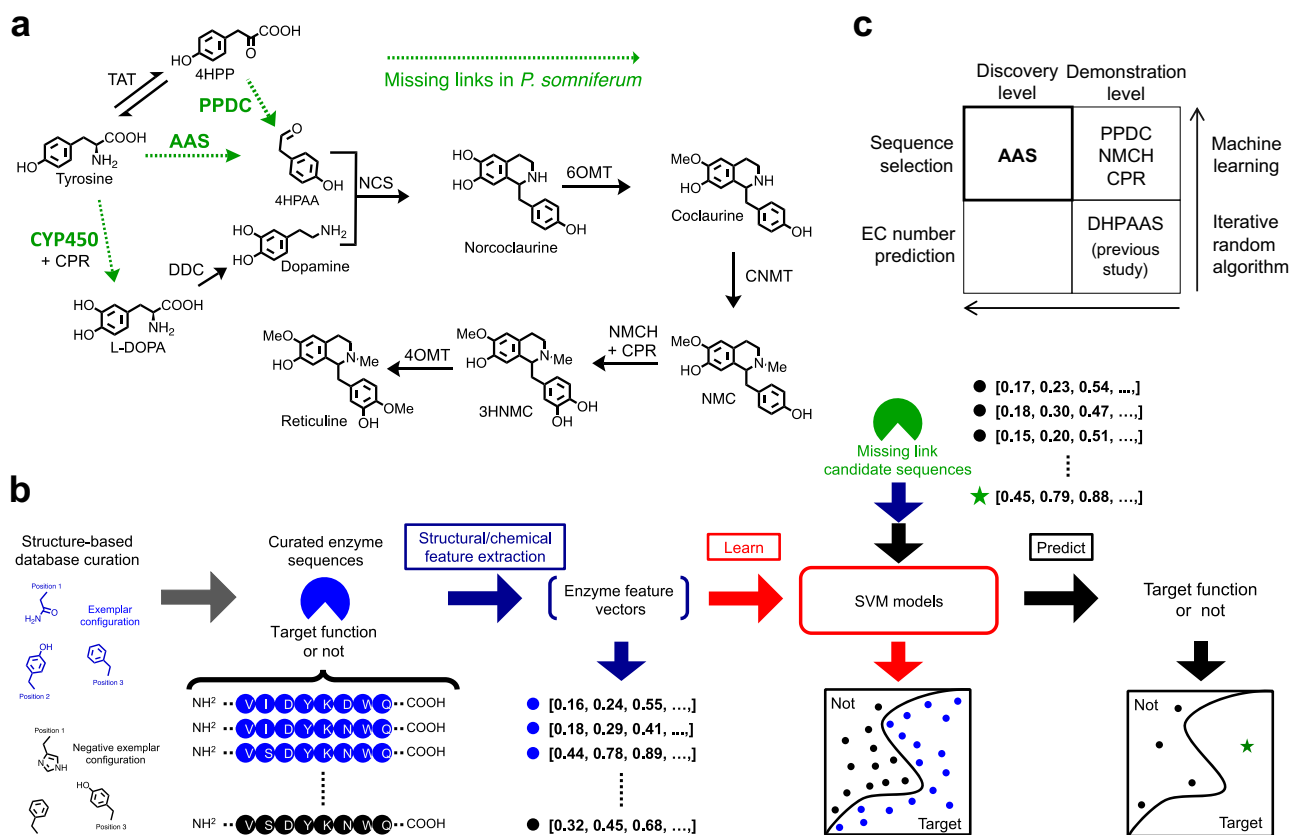 a
COOH
HO
O
4HPP
TAT
PPDC
Missing links in P. somniferum
COOH
NH2
HO
Tyrosine
AAS
O
OH
4HPAA
NCS
HO
HO
NH
OH
Norcoclaurine
6OMT
MeO
HO
NH
OH
Coclaurine
CYP450
+ CPR
DDC
HO
HO
NH2
Dopamine
HO
HO
COOH
NH2
L-DOPA
CNMT
MeO
HO
N-Me
OH
OMe
Reticuline
4OMT
MeO
HO
N-Me
OH
OH
3HNMC
NMCH
+ CPR
MeO
HO
N-Me
OH
NMC
c
Discovery
level
Demonstration
level
Sequence
selection
AAS
PPDC
NMCH
CPR
Machine
learning
EC number
prediction
DHPAAS
(previous
study)
Iterative
random
algorithm
Missing link
candidate sequences
[0.17, 0.23, 0.54, ...,]
[0.18, 0.30, 0.47, ...,]
[0.15, 0.20, 0.51, ...,]
[0.45, 0.79, 0.88, ...,]
b
Structure-based
database curation
Position 1
H2N
O
Exemplar
configuration
OH
Position 2
Position 3
Position 1
N
NH
Negative exemplar
configuration
HO
Position 3
Curated enzyme
sequences
Target function
or not
Structural/chemical
feature extraction
Enzyme feature
vectors
Learn
SVM models
Predict
Target function
or not
NH2 V I D Y K D W Q COOH
NH2 V I D Y K N W Q COOH
NH2 V S D Y K N W Q COOH
NH2 V S D Y K N W Q COOH
[0.16, 0.24, 0.55, ...,]
[0.18, 0.29, 0.41, ...,]
[0.44, 0.78, 0.89, ...,]
[0.32, 0.45, 0.68, ...,]
Not
Target
Not
Target